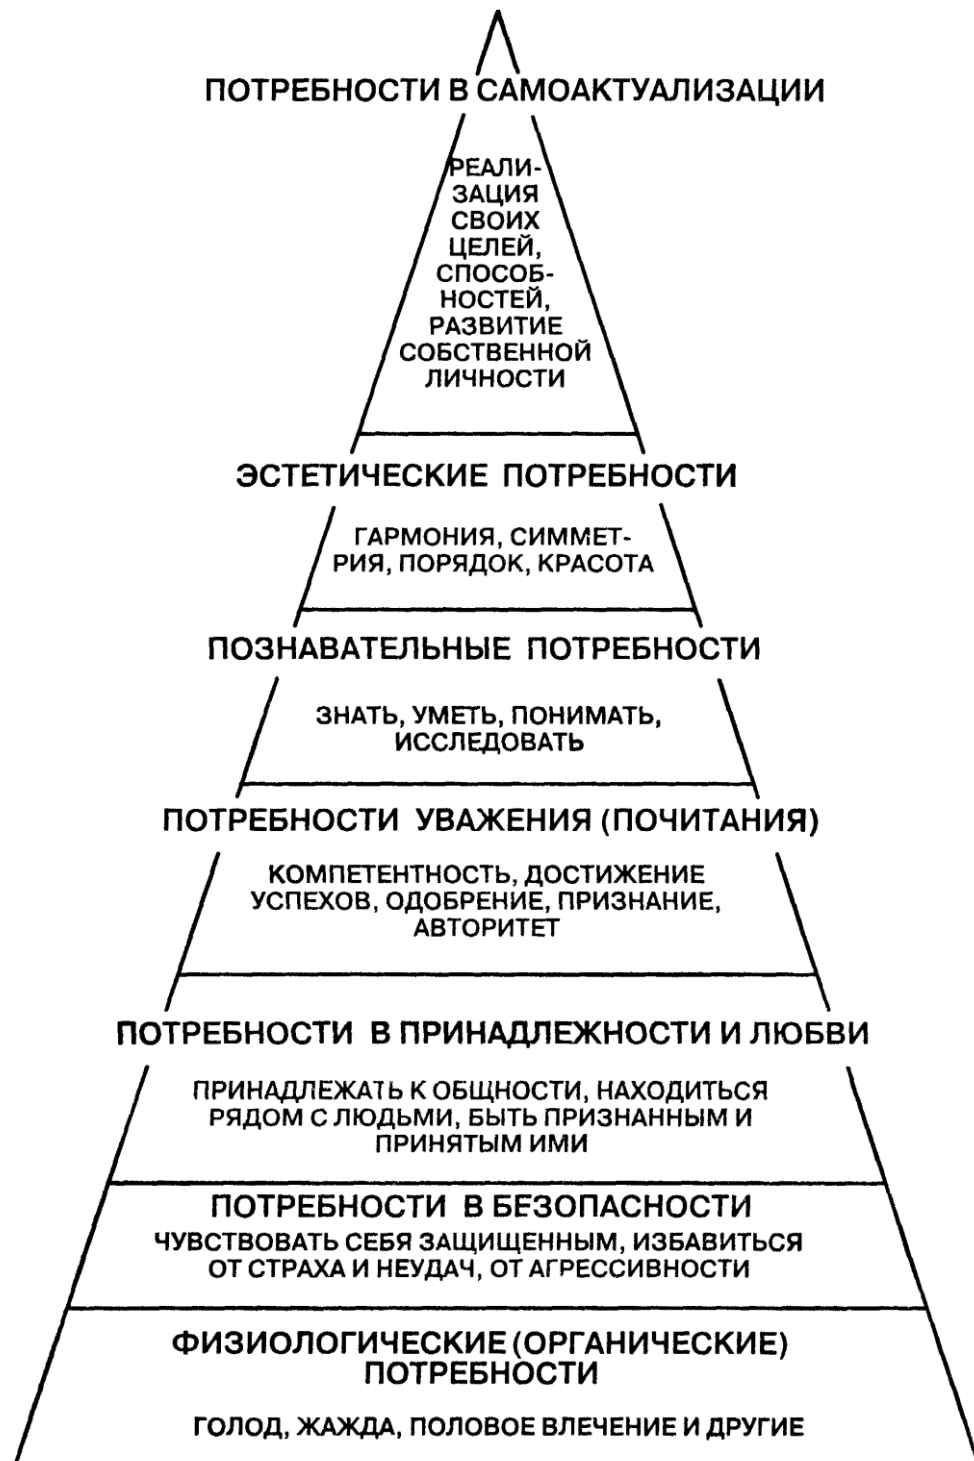 ПОТРЕБНОСТИ В САМОАКТУАЛИЗАЦИИ
РЕАЛИ-
ЗАЦИЯ
СВОИХ
ЦЕЛЕЙ,
СПОСОБ-
НОСТЕЙ,
РАЗВИТИЕ
СОБСТВЕННОЙ
ЛИЧНОСТИ
ЭСТЕТИЧЕСКИЕ ПОТРЕБНОСТИ
ГАРМОНИЯ, СИММЕТ-
РИЯ, ПОРЯДОК, КРАСОТА
ПОЗНАВАТЕЛЬНЫЕ ПОТРЕБНОСТИ
ЗНАТЬ, УМЕТЬ, ПОНИМАТЬ,
ИССЛЕДОВАТЬ
ПОТРЕБНОСТИ УВАЖЕНИЯ (ПОЧИТАНИЯ)
КОМПЕТЕНТНОСТЬ, ДОСТИЖЕНИЕ
УСПЕХОВ, ОДОБРЕНИЕ, ПРИЗНАНИЕ,
АВТОРИТЕТ
ПОТРЕБНОСТИ В ПРИНАДЛЕЖНОСТИ И ЛЮБВИ
ПРИНАДЛЕЖАТЬ К ОБЩНОСТИ, НАХОДИТЬСЯ
РЯДОМ С ЛЮДЬМИ, БЫТЬ ПРИЗНАННЫМ И
ПРИНЯТЫМ ИМИ
ПОТРЕБНОСТИ В БЕЗОПАСНОСТИ
ЧУВСТВОВАТЬ СЕБЯ ЗАЩИЩЕННЫМ, ИЗБАВИТЬСЯ
ОТ СТРАХА И НЕУДАЧ, ОТ АГРЕССИВНОСТИ
ФИЗИОЛОГИЧЕСКИЕ (ОРГАНИЧЕСКИЕ)
ПОТРЕБНОСТИ
ГОЛОД, ЖАЖДА, ПОЛОВОЕ ВЛЕЧЕНИЕ И ДРУГИЕ